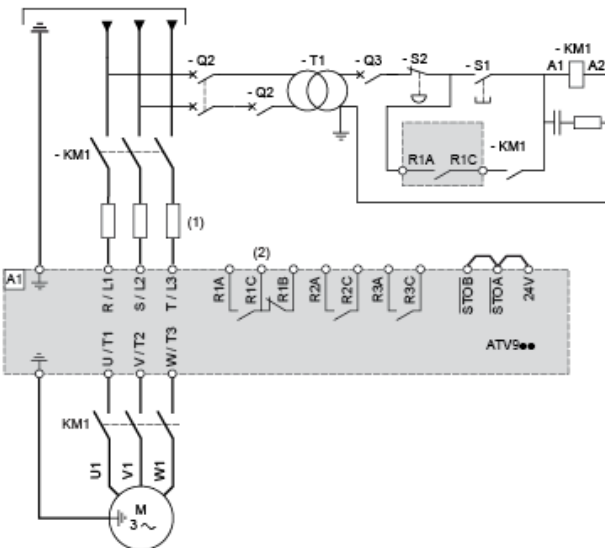 - Q2
- T1
- Q3
- S2
- S1
- KM1
A1
A2
- Q2
- KM1
R1A
R1C
- KM1
(1)
(2)
A1
R / L1
S / L2
T / L3
R1A
R1C
R1B
R2A
R2C
R3A
R3C
STOB
STOA
24V
U / T1
V / T2
W / T3
ATV9●●
KM1
U1
V1
W1
M
3 ~